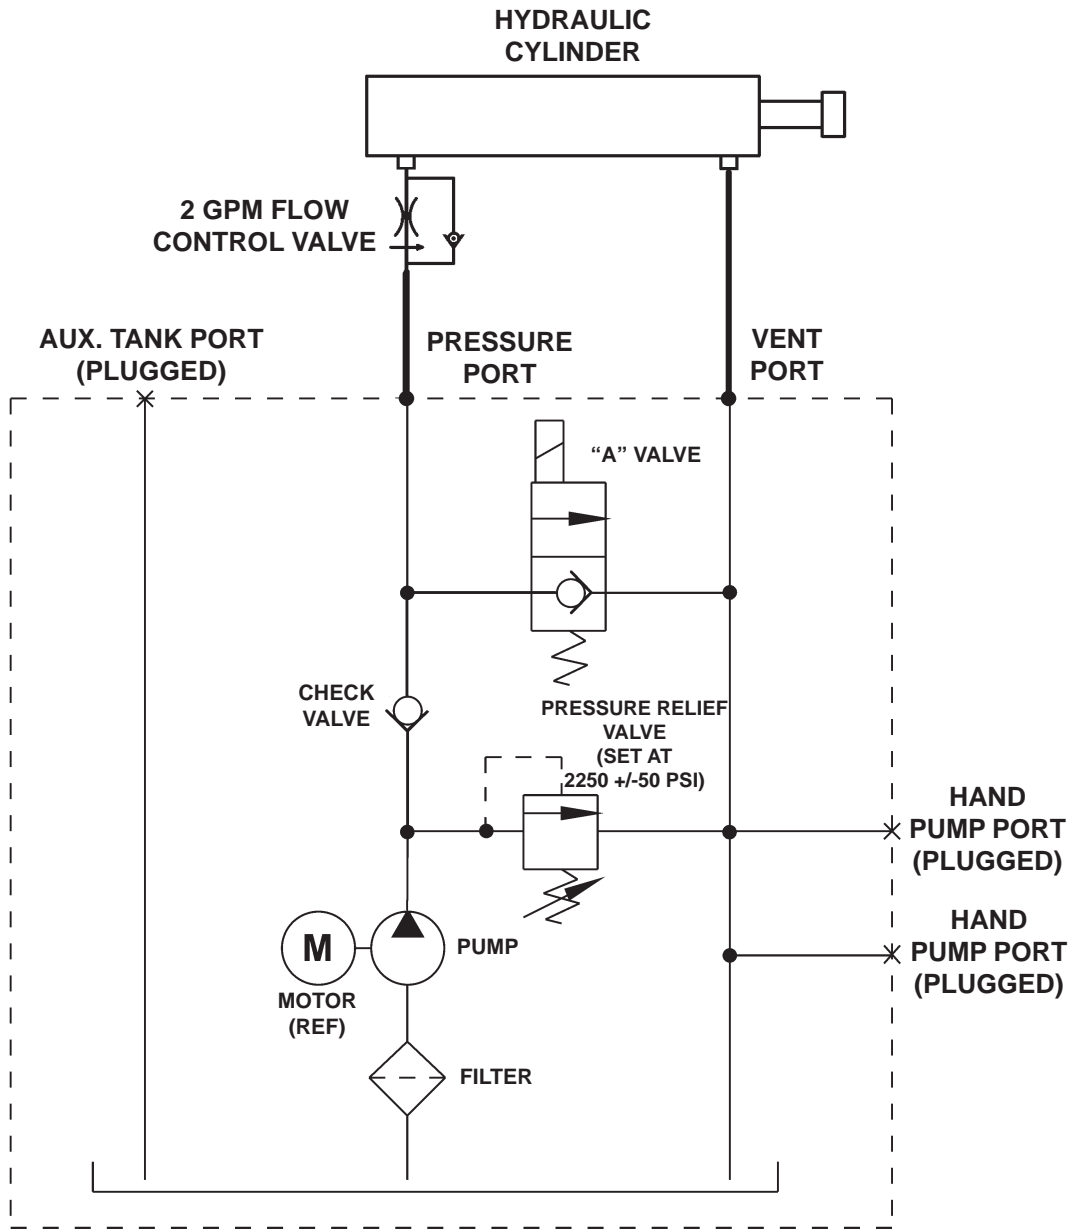 HYDRAULIC
CYLINDER
2 GPM FLOW
CONTROL VALVE
AUX. TANK PORT
(PLUGGED)
PRESSURE
PORT
VENT
PORT
“A” VALVE
CHECK
VALVE
PRESSURE RELIEF
VALVE
(SET AT
2250 +/-50 PSI)
HAND
PUMP PORT
(PLUGGED)
HAND
PUMP PORT
(PLUGGED)
M
PUMP
MOTOR
(REF)
FILTER